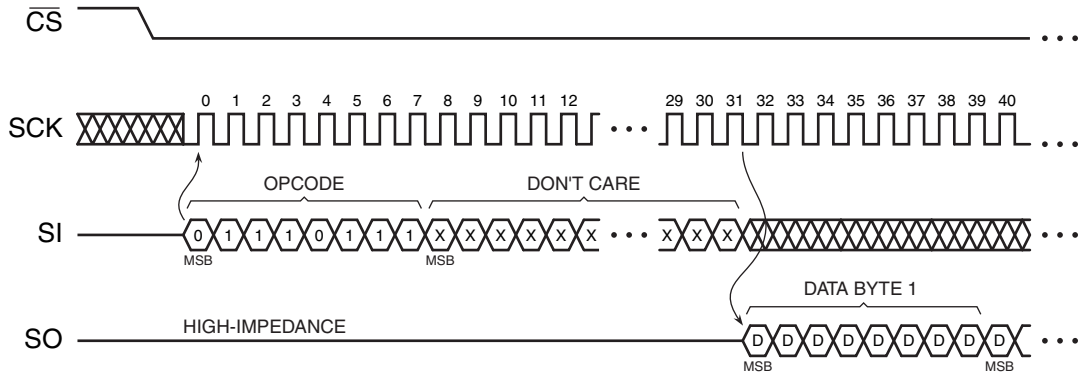 CS
0 1 2 3 4 5 6 7 8 9 10 11 12 29 30 31 32 33 34 35 36 37 38 39 40
SCK
OPCODE DON'T CARE
SI 0 1 1 1 0 1 1 1 X X X X X X X X X
MSB MSB
DATA BYTE 1
HIGH-IMPEDANCE
SO D D D D D D D D D
MSB MSB